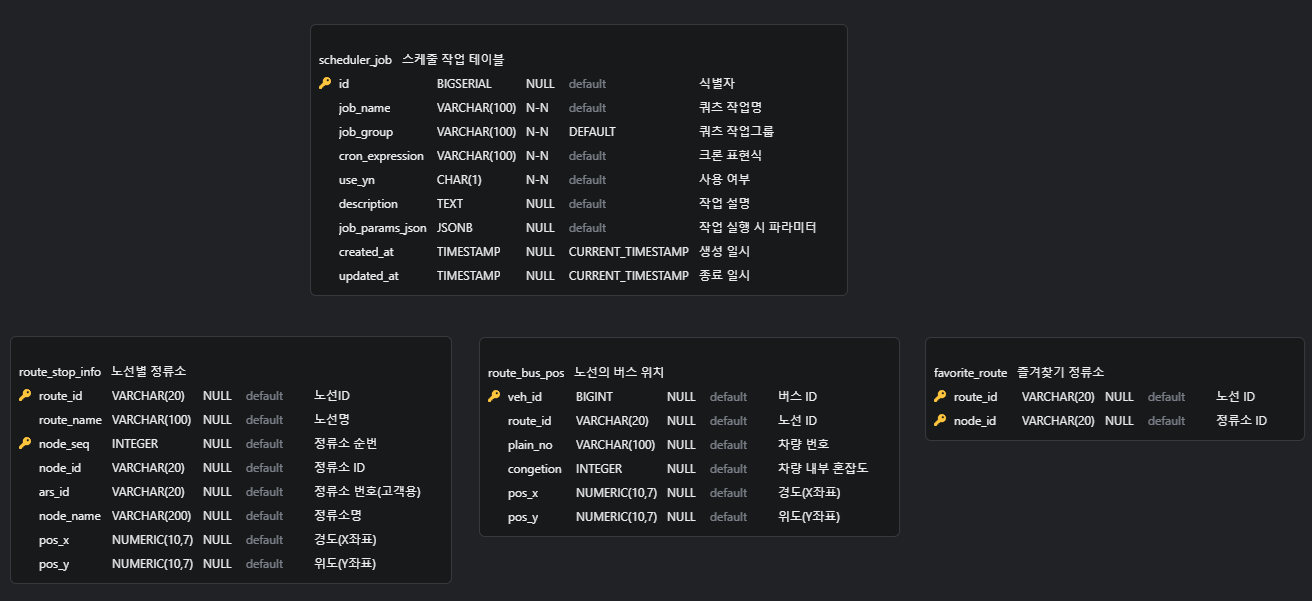 scheduler_job 스케줄 작업 테이블
id BIGSERIAL NULL default 식별자
job_name VARCHAR(100) N-N default 쿼츠 작업명
job_group VARCHAR(100) N-N DEFAULT 쿼츠 작업그룹
cron_expression VARCHAR(100) N-N default 크론 표현식
use_yn CHAR(1) N-N default 사용 여부
description TEXT NULL default 작업 설명
job_params_json JSONB NULL default 작업 실행 시 파라미터
created_at TIMESTAMP NULL CURRENT_TIMESTAMP 생성 일시
updated_at TIMESTAMP NULL CURRENT_TIMESTAMP 종료 일시
route_stop_info 노선별 정류소
route_id VARCHAR(20) NULL default 노선ID
route_name VARCHAR(100) NULL default 노선명
node_seq INTEGER NULL default 정류소 순번
node_id VARCHAR(20) NULL default 정류소 ID
ars_id VARCHAR(20) NULL default 정류소 번호(고객용)
node_name VARCHAR(200) NULL default 정류소명
pos_x NUMERIC(10,7) NULL default 경도(X좌표)
pos_y NUMERIC(10,7) NULL default 위도(Y좌표)
route_bus_pos 노선의 버스 위치
veh_id BIGINT NULL default 버스 ID
route_id VARCHAR(20) NULL default 노선 ID
plain_no VARCHAR(100) NULL default 차량 번호
congetion INTEGER NULL default 차량 내부 혼잡도
pos_x NUMERIC(10,7) NULL default 경도(X좌표)
pos_y NUMERIC(10,7) NULL default 위도(Y좌표)
favorite_route 즐겨찾기 정류소
route_id VARCHAR(20) NULL default 노선 ID
node_id VARCHAR(20) NULL default 정류소 ID